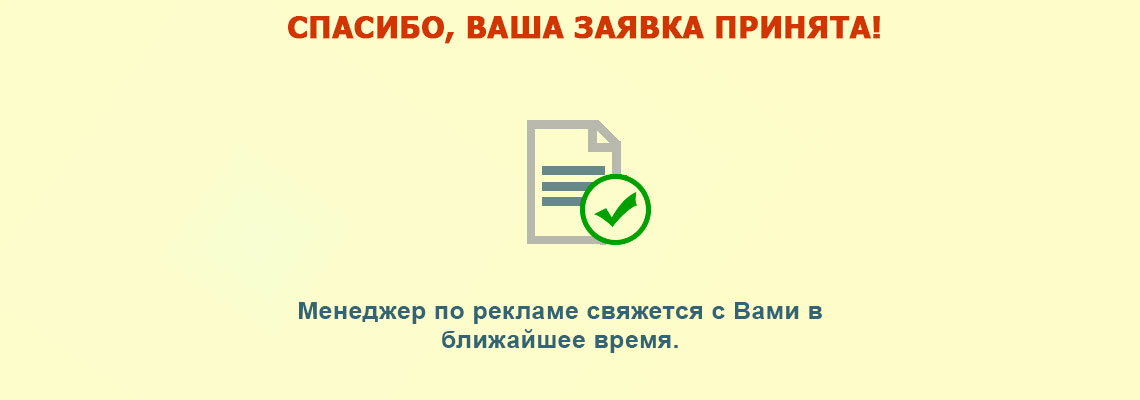 СПАСИБО, ВАША ЗАЯВКА ПРИНЯТА!
Менеджер по рекламе свяжется с Вами в
ближайшее время.